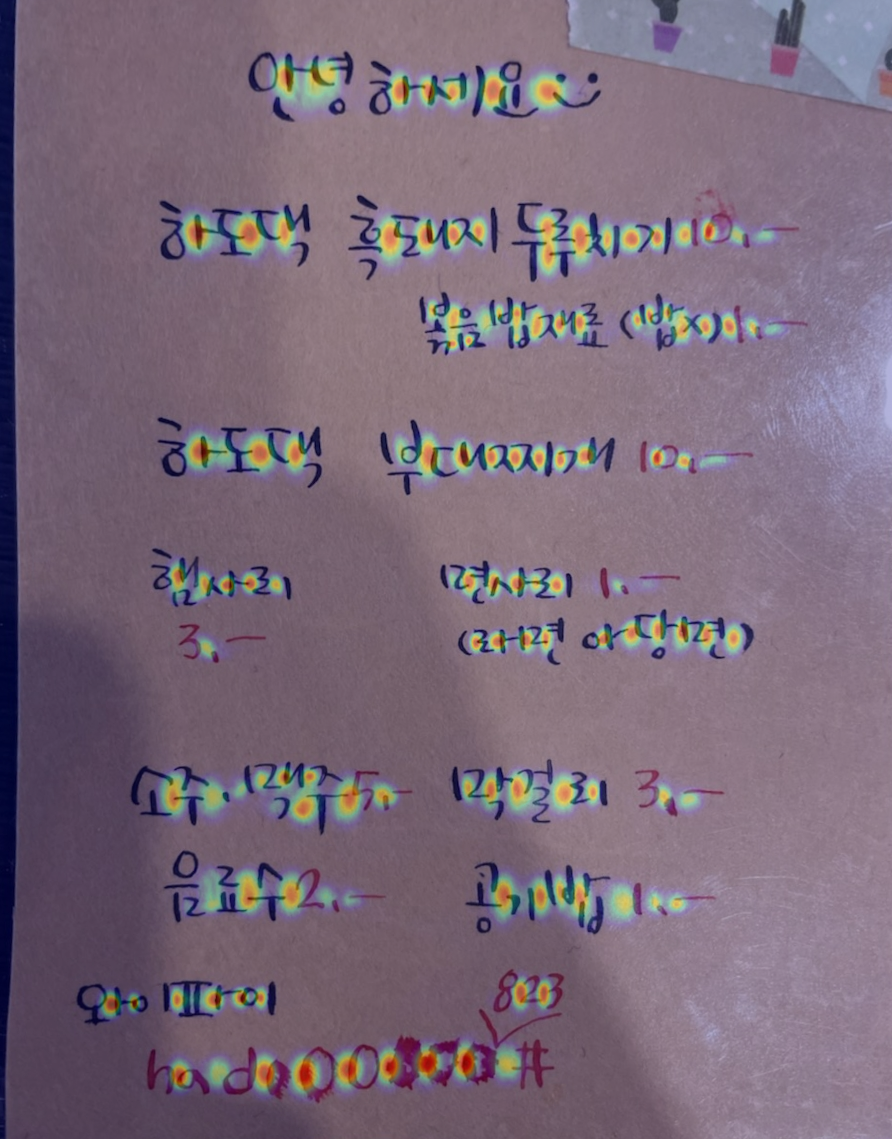 안녕하세요
하도댁 흑돼지 두루치기 10,-
볶음밥재료 (밥x) 1,-
하도댁 부대찌개 10,-
햄사리 면사리 1,-
3,- (라면 아 당면)
소주, 맥주 5,- 막걸리 3,-
음료수 2,- 공기밥 1,-
와이파이
823
#